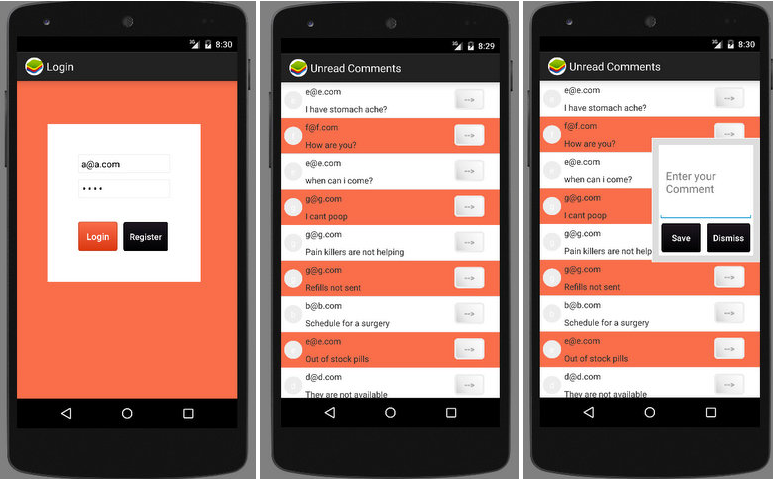 3G 8:30
Login
a@a.com
••••
Login Register
3G 8:29
Unread Comments
e@e.com
I have stomach ache?
-->
f@f.com
How are you?
-->
e@e.com
when can i come?
-->
g@g.com
I cant poop
-->
g@g.com
Pain killers are not helping
-->
g@g.com
Refills not sent
-->
b@b.com
Schedule for a surgery
-->
e@e.com
Out of stock pills
-->
d@d.com
They are not available
-->
3G 8:30
Unread Comments
e@e.com
I have stomach ache?
-->
f@f.com
How are you?
-->
e@e.com
when can i come?
g@g.com
I cant poop
g@g.com
Pain killers are not help
Enter your
Comment
Save Dismiss
g@g.com
Refills not sent
-->
b@b.com
Schedule for a surgery
-->
e@e.com
Out of stock pills
-->
d@d.com
They are not available
-->